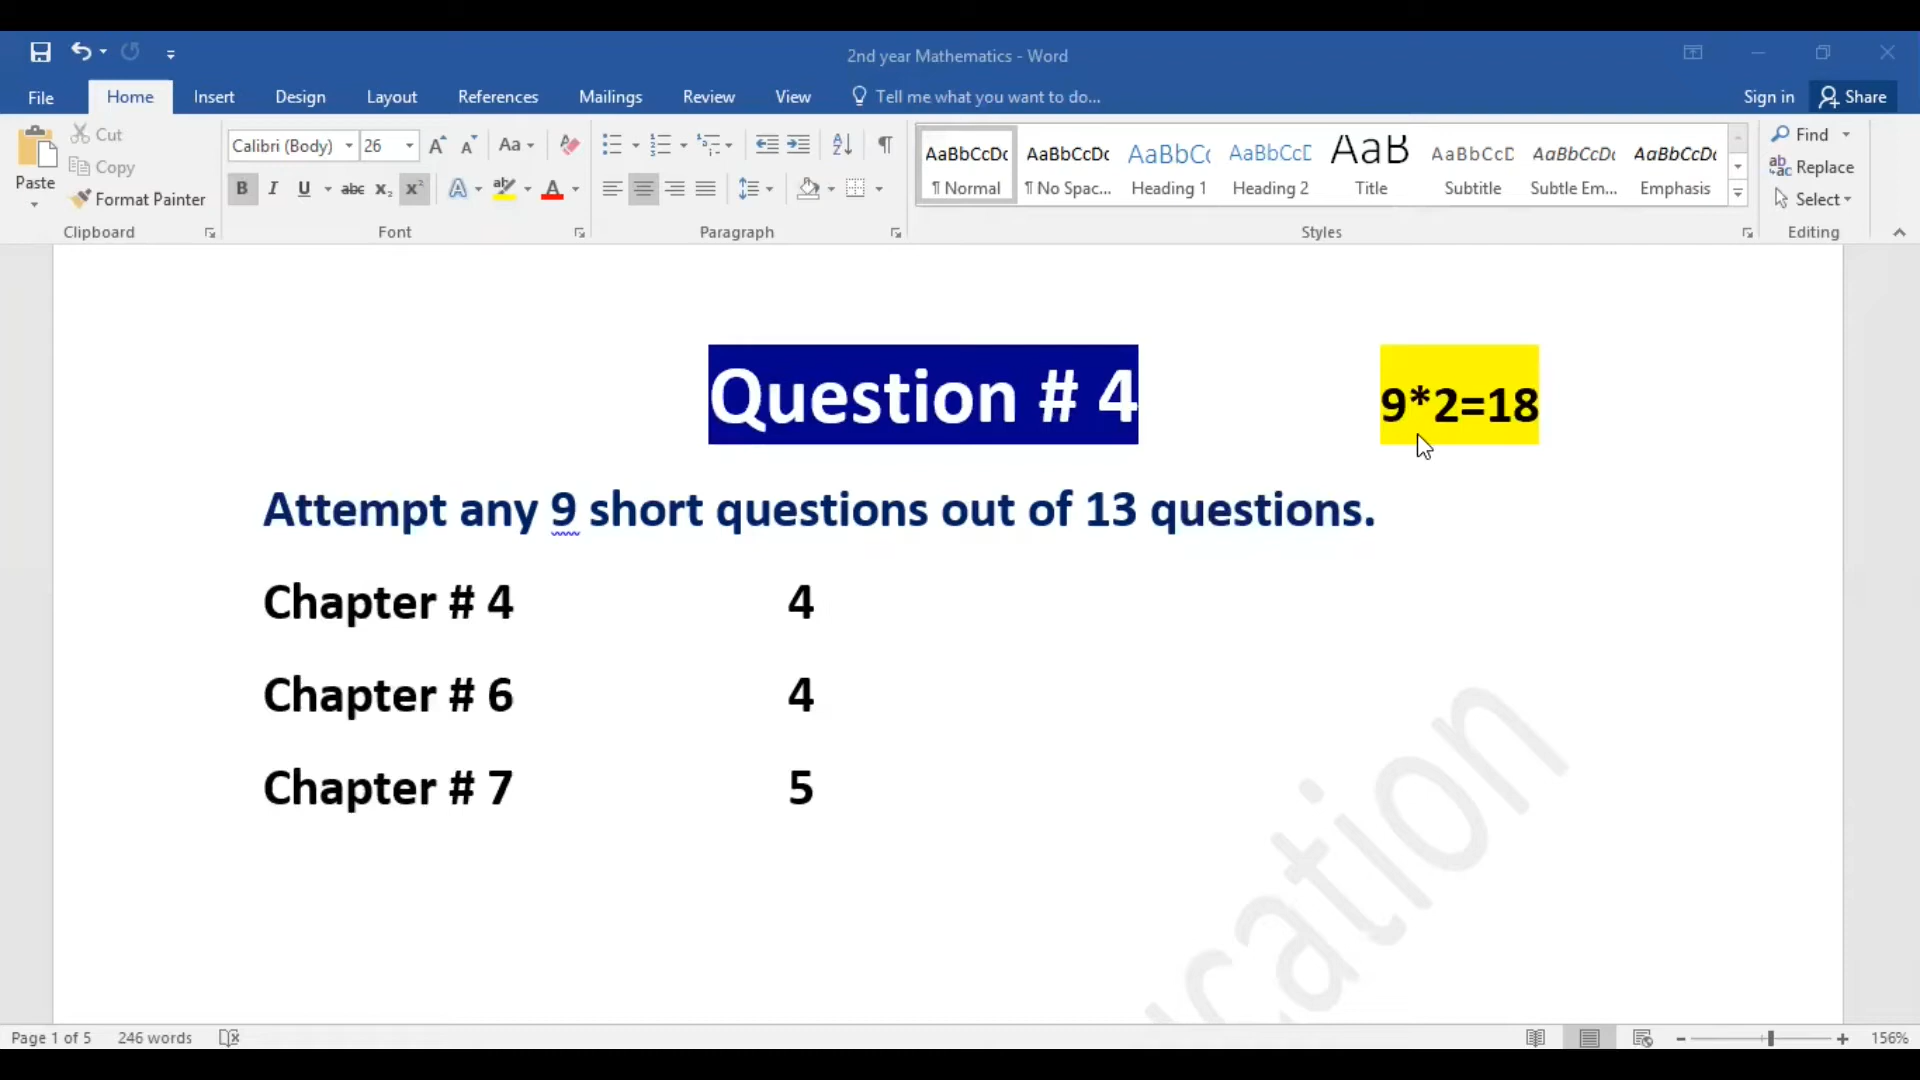 2nd year Mathematics - Word
File Home Insert Design Layout References Mailings Review View Tell me what you want to do... Sign in Share
Paste Cut Copy Format Painter
Calibri (Body) 26
AaBbCcDc AaBbCcDc AaBbC AaBbCcD AaB AaBbCcD AaBbCcDc AaBbCcDc
¶ Normal ¶ No Spac... Heading 1 Heading 2 Title Subtitle Subtle Em... Emphasis
Find Replace Select
Clipboard Font Paragraph Styles Editing
Question # 4 9*2=18
Attempt any 9 short questions out of 13 questions.
Chapter # 4 4
Chapter # 6 4
Chapter # 7 5
ucation
Page 1 of 5 246 words 156%